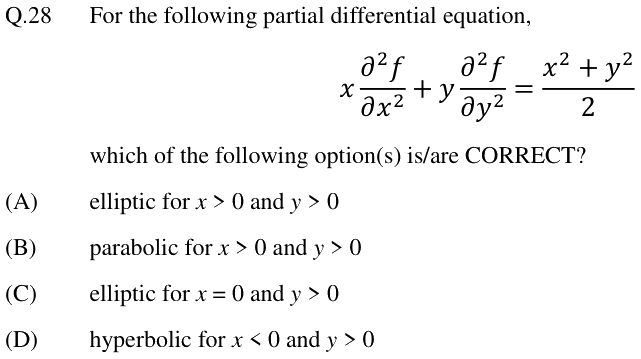 Q.28 For the following partial differential equation,
x ∂²f/∂x² + y ∂²f/∂y² = (x² + y²)/2
which of the following option(s) is/are CORRECT?
(A) elliptic for x > 0 and y > 0
(B) parabolic for x > 0 and y > 0
(C) elliptic for x = 0 and y > 0
(D) hyperbolic for x < 0 and y > 0